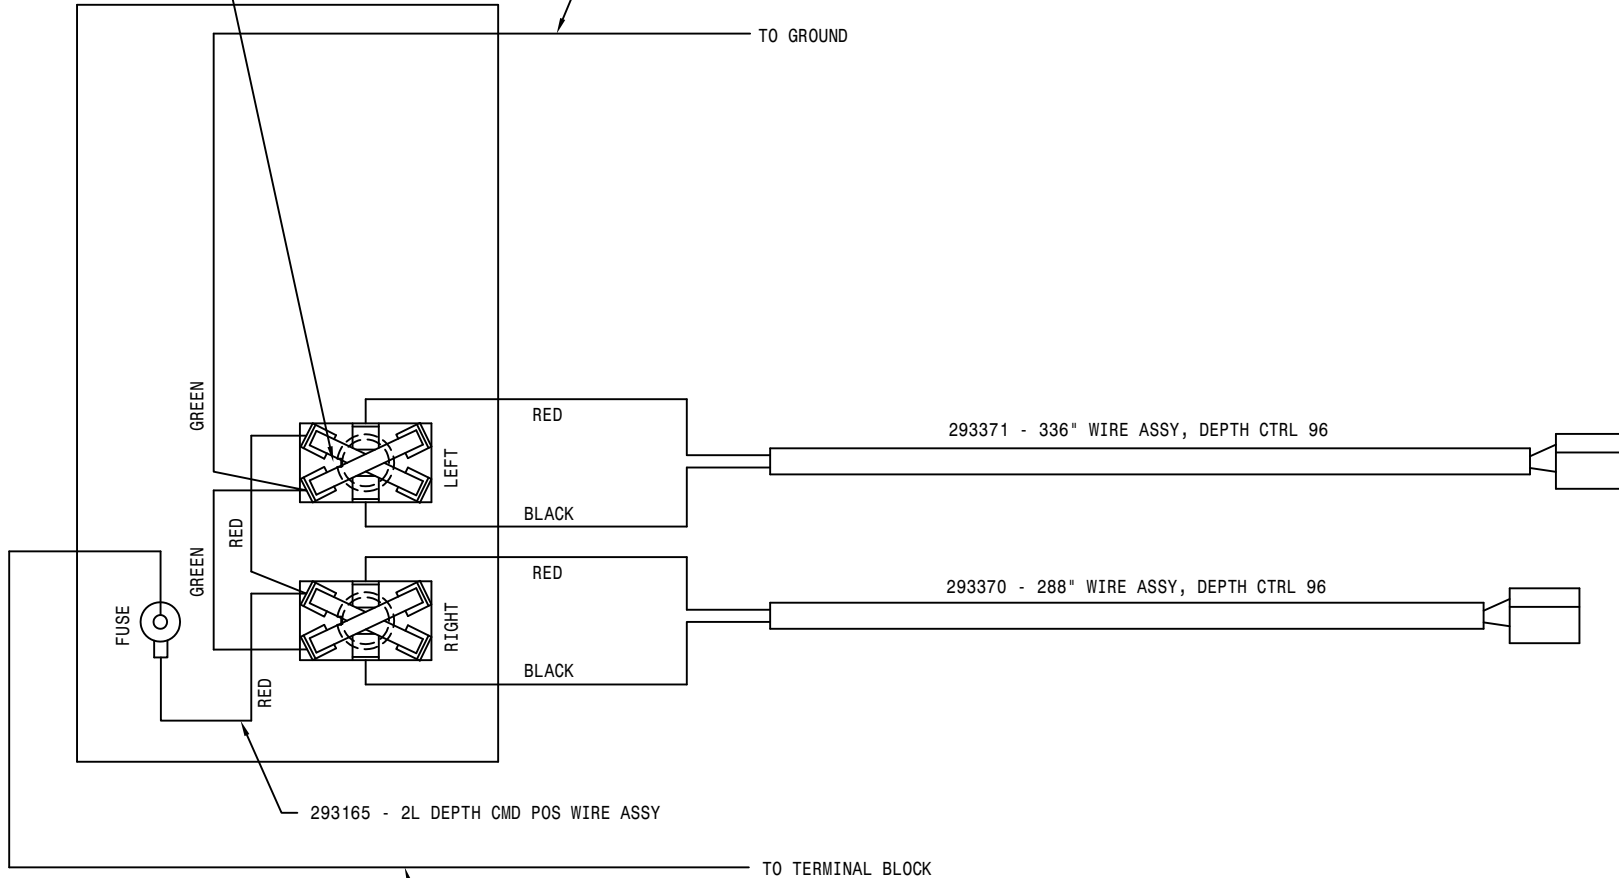 TO GROUND
GREEN
RED
293371 - 336" WIRE ASSY, DEPTH CTRL 96
LEFT
BLACK
RED
GREEN
RED
293370 - 288" WIRE ASSY, DEPTH CTRL 96
FUSE
RIGHT
BLACK
RED
293165 - 2L DEPTH CMD POS WIRE ASSY
TO TERMINAL BLOCK